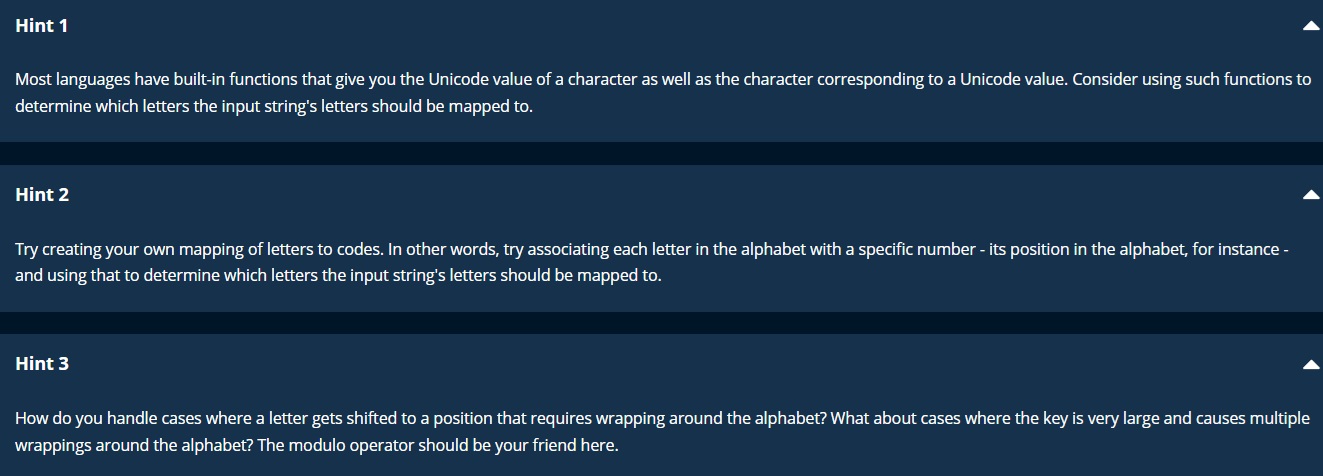 Hint 1
Most languages have built-in functions that give you the Unicode value of a character as well as the character corresponding to a Unicode value. Consider using such functions to
determine which letters the input string's letters should be mapped to.
Hint 2
Try creating your own mapping of letters to codes. In other words, try associating each letter in the alphabet with a specific number - its position in the alphabet, for instance -
and using that to determine which letters the input string's letters should be mapped to.
Hint 3
How do you handle cases where a letter gets shifted to a position that requires wrapping around the alphabet? What about cases where the key is very large and causes multiple
wrappings around the alphabet? The modulo operator should be your friend here.